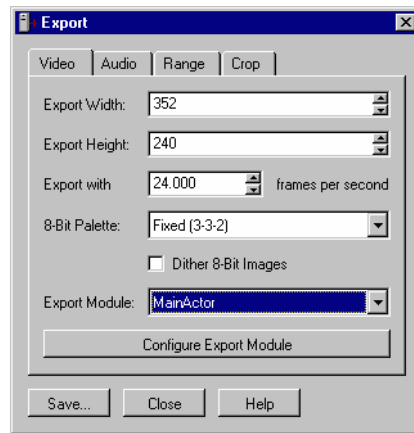 Export
Video Audio Range Crop
Export Width: 352
Export Height: 240
Export with 24.000 frames per second
8-Bit Palette: Fixed (3-3-2)
Dither 8-Bit Images
Export Module: MainActor
Configure Export Module
Save... Close Help